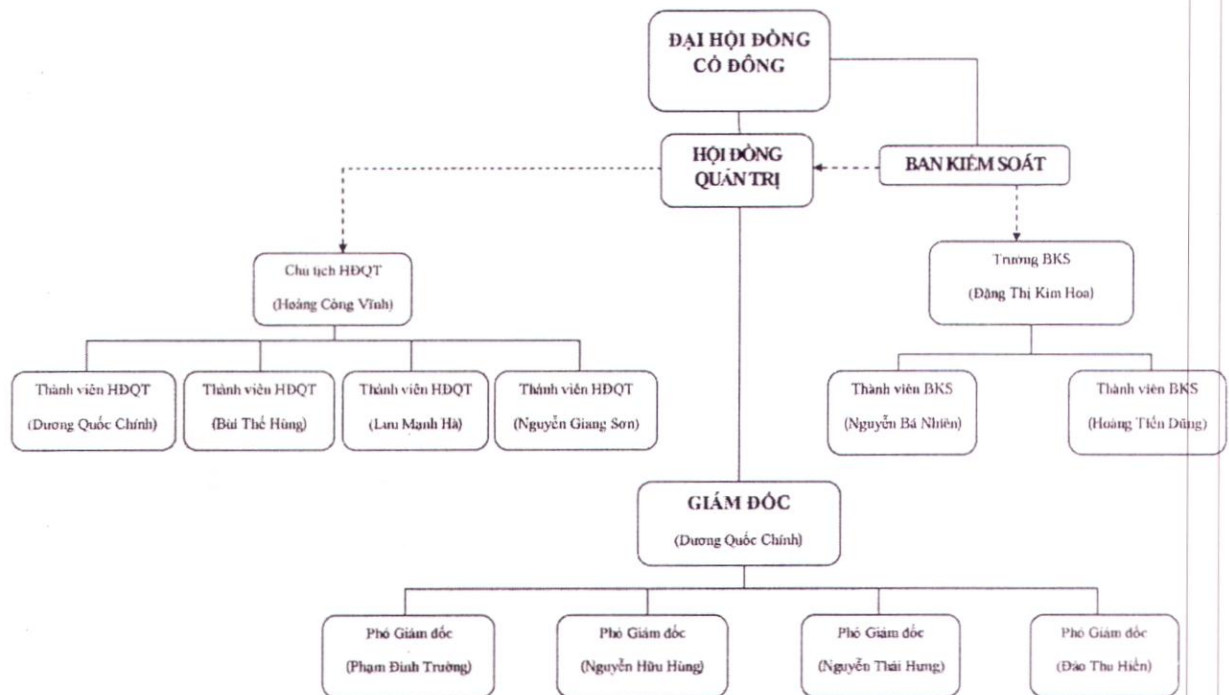 ĐẠI HỘI ĐỒNG
CỔ ĐÔNG
HỘI ĐỒNG
QUẢN TRỊ
BAN KIỂM SOÁT
Chủ tịch HĐQT
(Hoàng Công Vĩnh)
Trưởng BKS
(Đặng Thị Kim Hoa)
Thành viên HĐQT
(Dương Quốc Chính)
Thành viên HĐQT
(Bùi Thế Hùng)
Thành viên HĐQT
(Lưu Mạnh Hà)
Thành viên HĐQT
(Nguyễn Giang Sơn)
Thành viên BKS
(Nguyễn Bá Nhiên)
Thành viên BKS
(Hoàng Tiến Dũng)
GIÁM ĐỐC
(Dương Quốc Chính)
Phó Giám đốc
(Phạm Đình Trường)
Phó Giám đốc
(Nguyễn Hữu Hùng)
Phó Giám đốc
(Nguyễn Thái Hưng)
Phó Giám đốc
(Đào Thu Hiền)